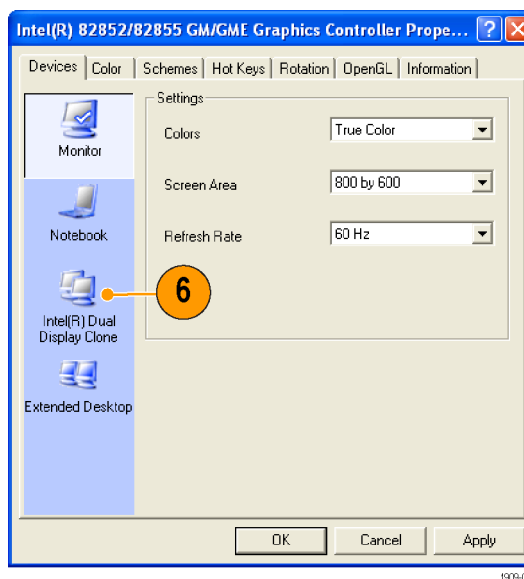 Intel(R) 82852/82855 GM/GME Graphics Controller Prope...
Devices Color Schemes Hot Keys Rotation OpenGL Information
Monitor
Notebook
Intel(R) Dual
Display Clone
Extended Desktop
Settings
Colors True Color
Screen Area 800 by 600
Refresh Rate 60 Hz
6
OK Cancel Apply